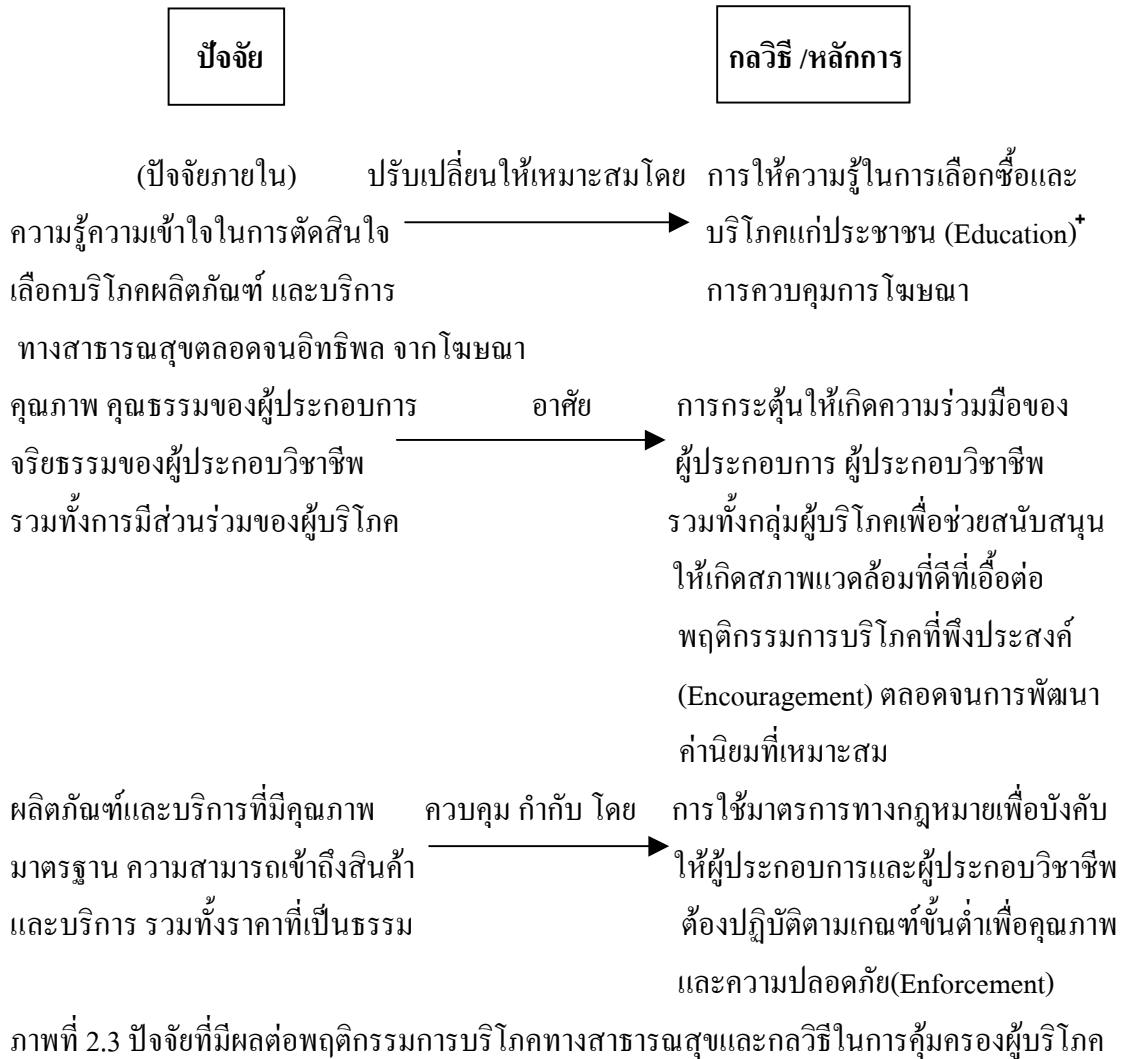 ปัจจัย กลวิธี /หลักการ
(ปัจจัยภายใน) ปรับเปลี่ยนให้เหมาะสมโดย การให้ความรู้ในการเลือกซื้อและ
ความรู้ความเข้าใจในการตัดสินใจ บริโภคแก่ประชาชน (Education)+
เลือกบริโภคผลิตภัณฑ์ และบริการ การควบคุมการโฆษณา
ทางสาธารณสุขตลอดจนอิทธิพล จากโฆษณา
คุณภาพ คุณธรรมของผู้ประกอบการ อาศัย การกระตุ้นให้เกิดความร่วมมือของ
จริยธรรมของผู้ประกอบวิชาชีพ ผู้ประกอบการ ผู้ประกอบวิชาชีพ
รวมทั้งการมีส่วนร่วมของผู้บริโภค รวมทั้งกลุ่มผู้บริโภคเพื่อช่วยสนับสนุน
ให้เกิดสภาพแวดล้อมที่ดีที่เอื้อต่อ
พฤติกรรมการบริโภคที่พึงประสงค์
(Encouragement) ตลอดจนการพัฒนา
ค่านิยมที่เหมาะสม
ผลิตภัณฑ์และบริการที่มีคุณภาพ ควบคุม กำกับ โดย การใช้มาตรการทางกฎหมายเพื่อบังคับ
มาตรฐาน ความสามารถเข้าถึงสินค้า ให้ผู้ประกอบการและผู้ประกอบวิชาชีพ
และบริการ รวมทั้งราคาที่เป็นธรรม ต้องปฏิบัติตามเกณฑ์ขั้นต่ำเพื่อคุณภาพ
และความปลอดภัย(Enforcement)
ภาพที่ 2.3 ปัจจัยที่มีผลต่อพฤติกรรมการบริโภคทางสาธารณสุขและกลวิธีในการคุ้มครองผู้บริโภค